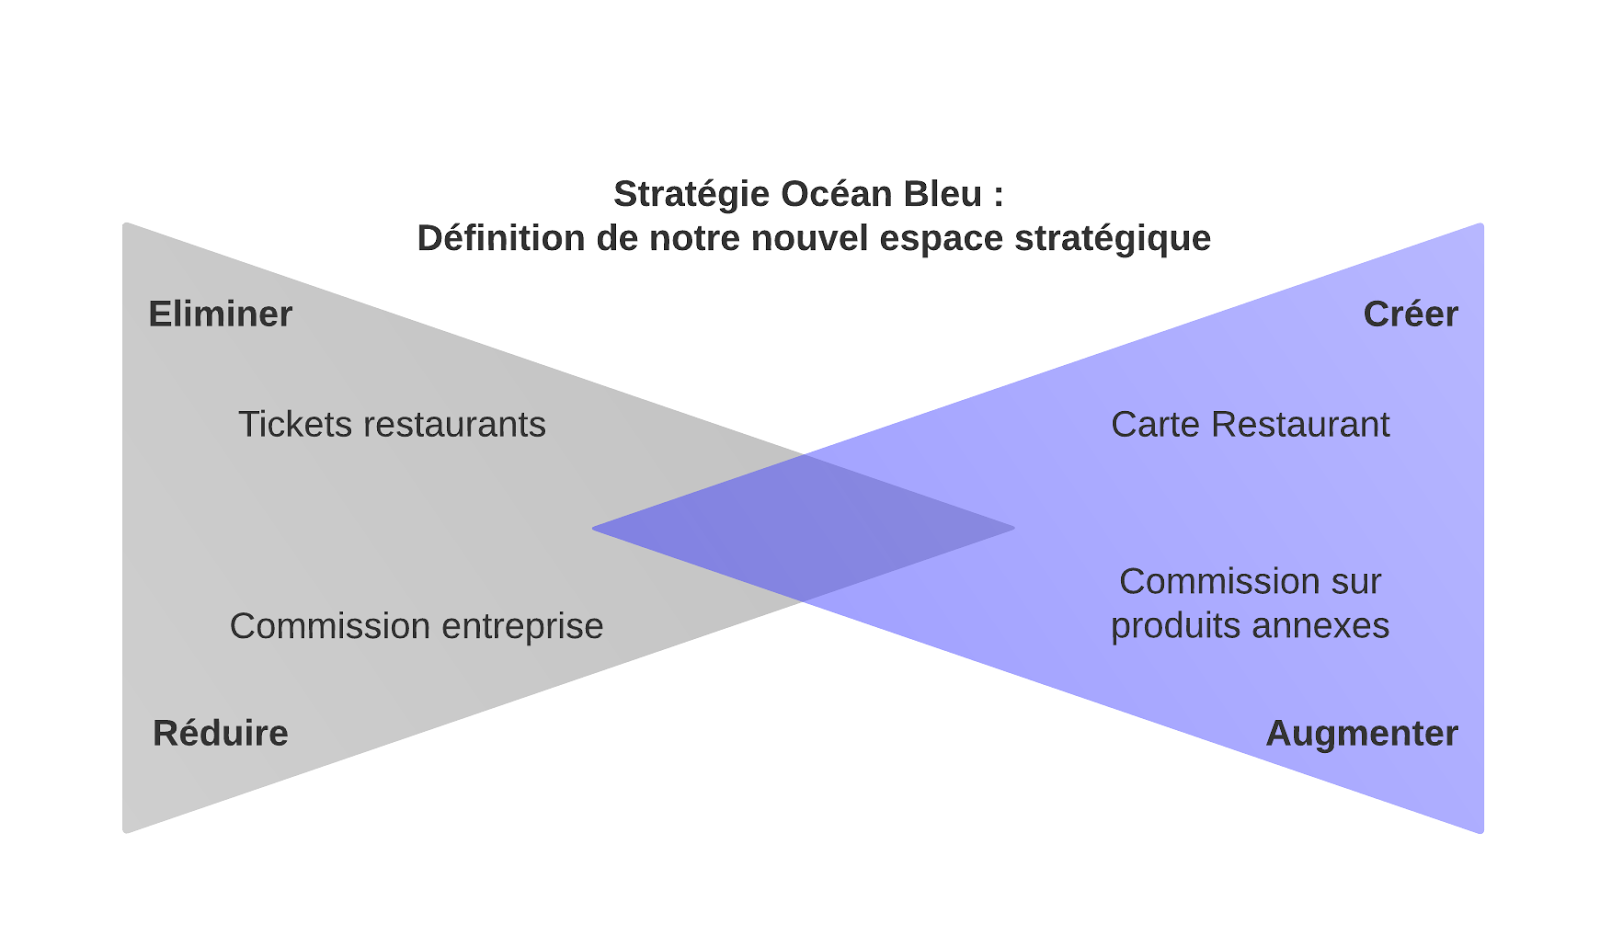 Stratégie Océan Bleu :
Définition de notre nouvel espace stratégique
Eliminer
Créer
Tickets restaurants
Carte Restaurant
Commission entreprise
Commission sur
produits annexes
Réduire
Augmenter